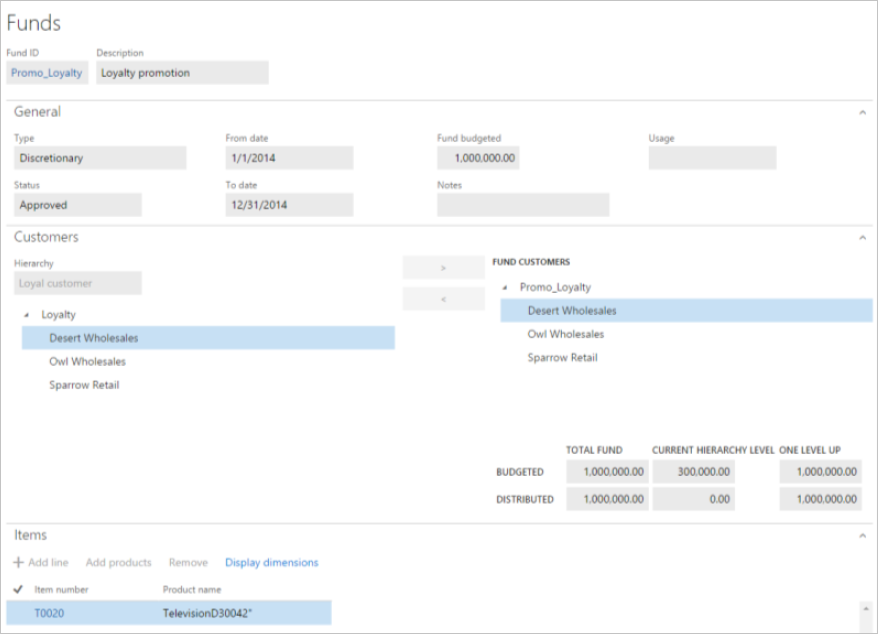 Funds
Fund ID Description
Promo_Loyalty Loyalty promotion
General
Type From date Fund budgeted Usage
Discretionary 1/1/2014 1,000,000.00
Status To date Notes
Approved 12/31/2014
Customers
Hierarchy
Loyal customer
Loyalty
Desert Wholesales
Owl Wholesales
Sparrow Retail
>
<
FUND CUSTOMERS
Promo_Loyalty
Desert Wholesales
Owl Wholesales
Sparrow Retail
TOTAL FUND CURRENT HIERARCHY LEVEL ONE LEVEL UP
BUDGETED 1,000,000.00 300,000.00 1,000,000.00
DISTRIBUTED 1,000,000.00 0.00 1,000,000.00
Items
+ Add line Add products Remove Display dimensions
✓ Item number Product name
T0020 TelevisionD30042"